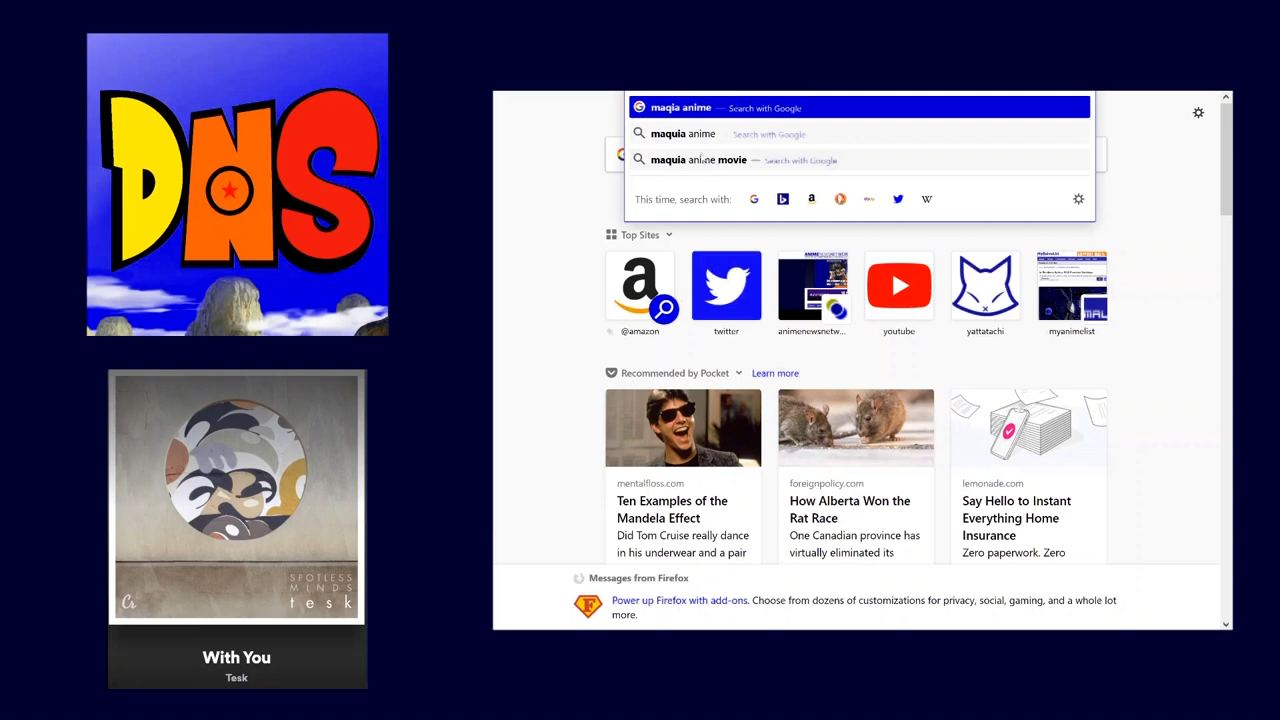 DNS
SPOTLESS
MINDS
tesk
Cr
With You
Tesk
maqia anime — Search with Google
maquia anime Search with Google
maquia anime movie — Search with Google
This time, search with:
Top Sites
@amazon
twitter
animenewsnetw...
youtube
yattatachi
myanimelist
Recommended by Pocket
Learn more
mentalfloss.com
Ten Examples of the
Mandela Effect
Did Tom Cruise really dance
in his underwear and a pair
foreignpolicy.com
How Alberta Won the
Rat Race
One Canadian province has
virtually eliminated its
lemonade.com
Say Hello to Instant
Everything Home
Insurance
Zero paperwork. Zero
Messages from Firefox
Power up Firefox with add-ons. Choose from dozens of customizations for privacy, social, gaming, and a whole lot
more.